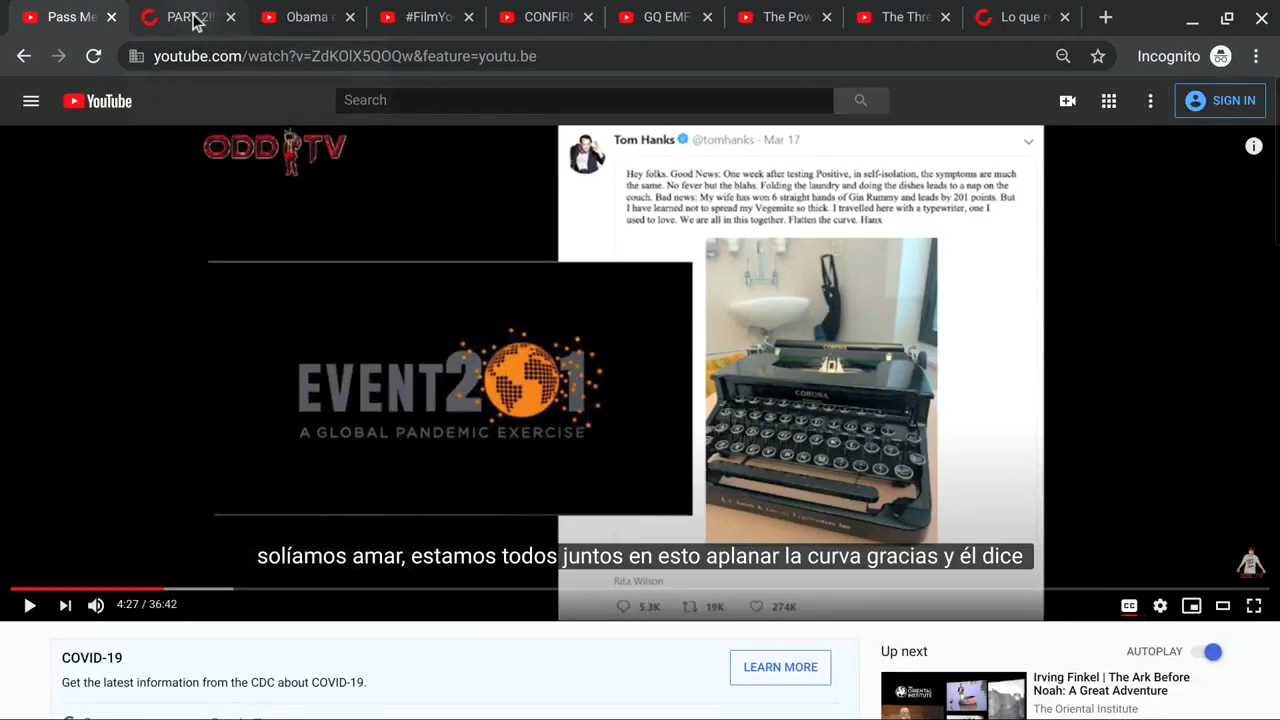 Pass Me
PART 2!!
Obama e
#FilmYo
CONFIRM
GQ EMF-
The Pow
The Thre
Lo que r
youtube.com/watch?v=ZdKOlX5QOQw&feature=youtu.be
Incognito
YouTube
Search
SIGN IN
ODD TV
Tom Hanks @tomhanks · Mar 17
Hey folks. Good News: One week after testing Positive, in self-isolation, the symptoms are much
the same. No fever but the blahs. Folding the laundry and doing the dishes leads to a nap on the
couch. Bad news: My wife has won 6 straight hands of Gin Rummy and leads by 201 points. But
I have learned not to spread my Vegemite so thick. I travelled here with a typewriter, one I
used to love. We are all in this together. Flatten the curve. Hanx
EVENT201
A GLOBAL PANDEMIC EXERCISE
CORONA
solíamos amar, estamos todos juntos en esto aplanar la curva gracias y él dice
Rita Wilson
5.3K 19K 274K
4:27 / 36:42
CC
COVID-19
Get the latest information from the CDC about COVID-19.
LEARN MORE
Up next
AUTOPLAY
Irving Finkel | The Ark Before
Noah: A Great Adventure
The Oriental Institute